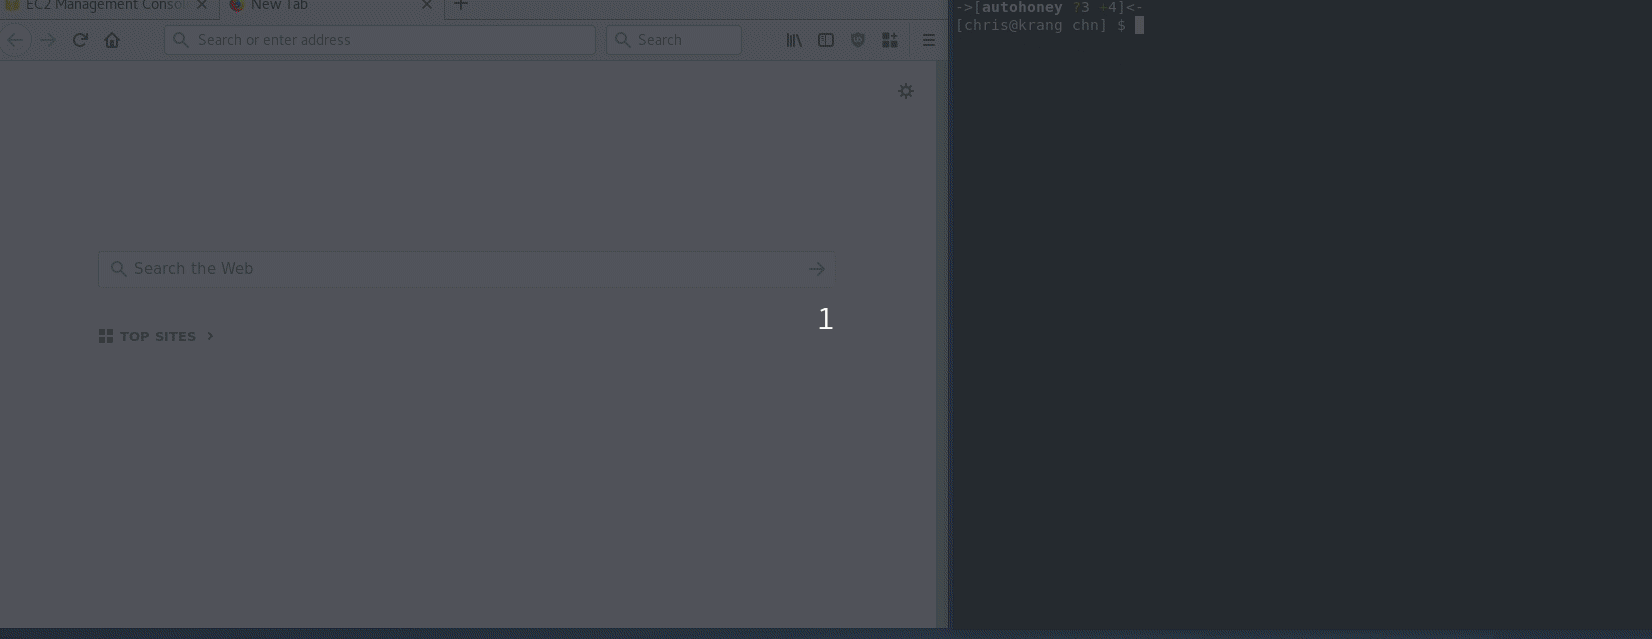 EC2 Management Consol
New Tab
Search or enter address
Search
Search the Web
TOP SITES
1
->[autohoney ?3 +4]<-
[chris@krang chn] $